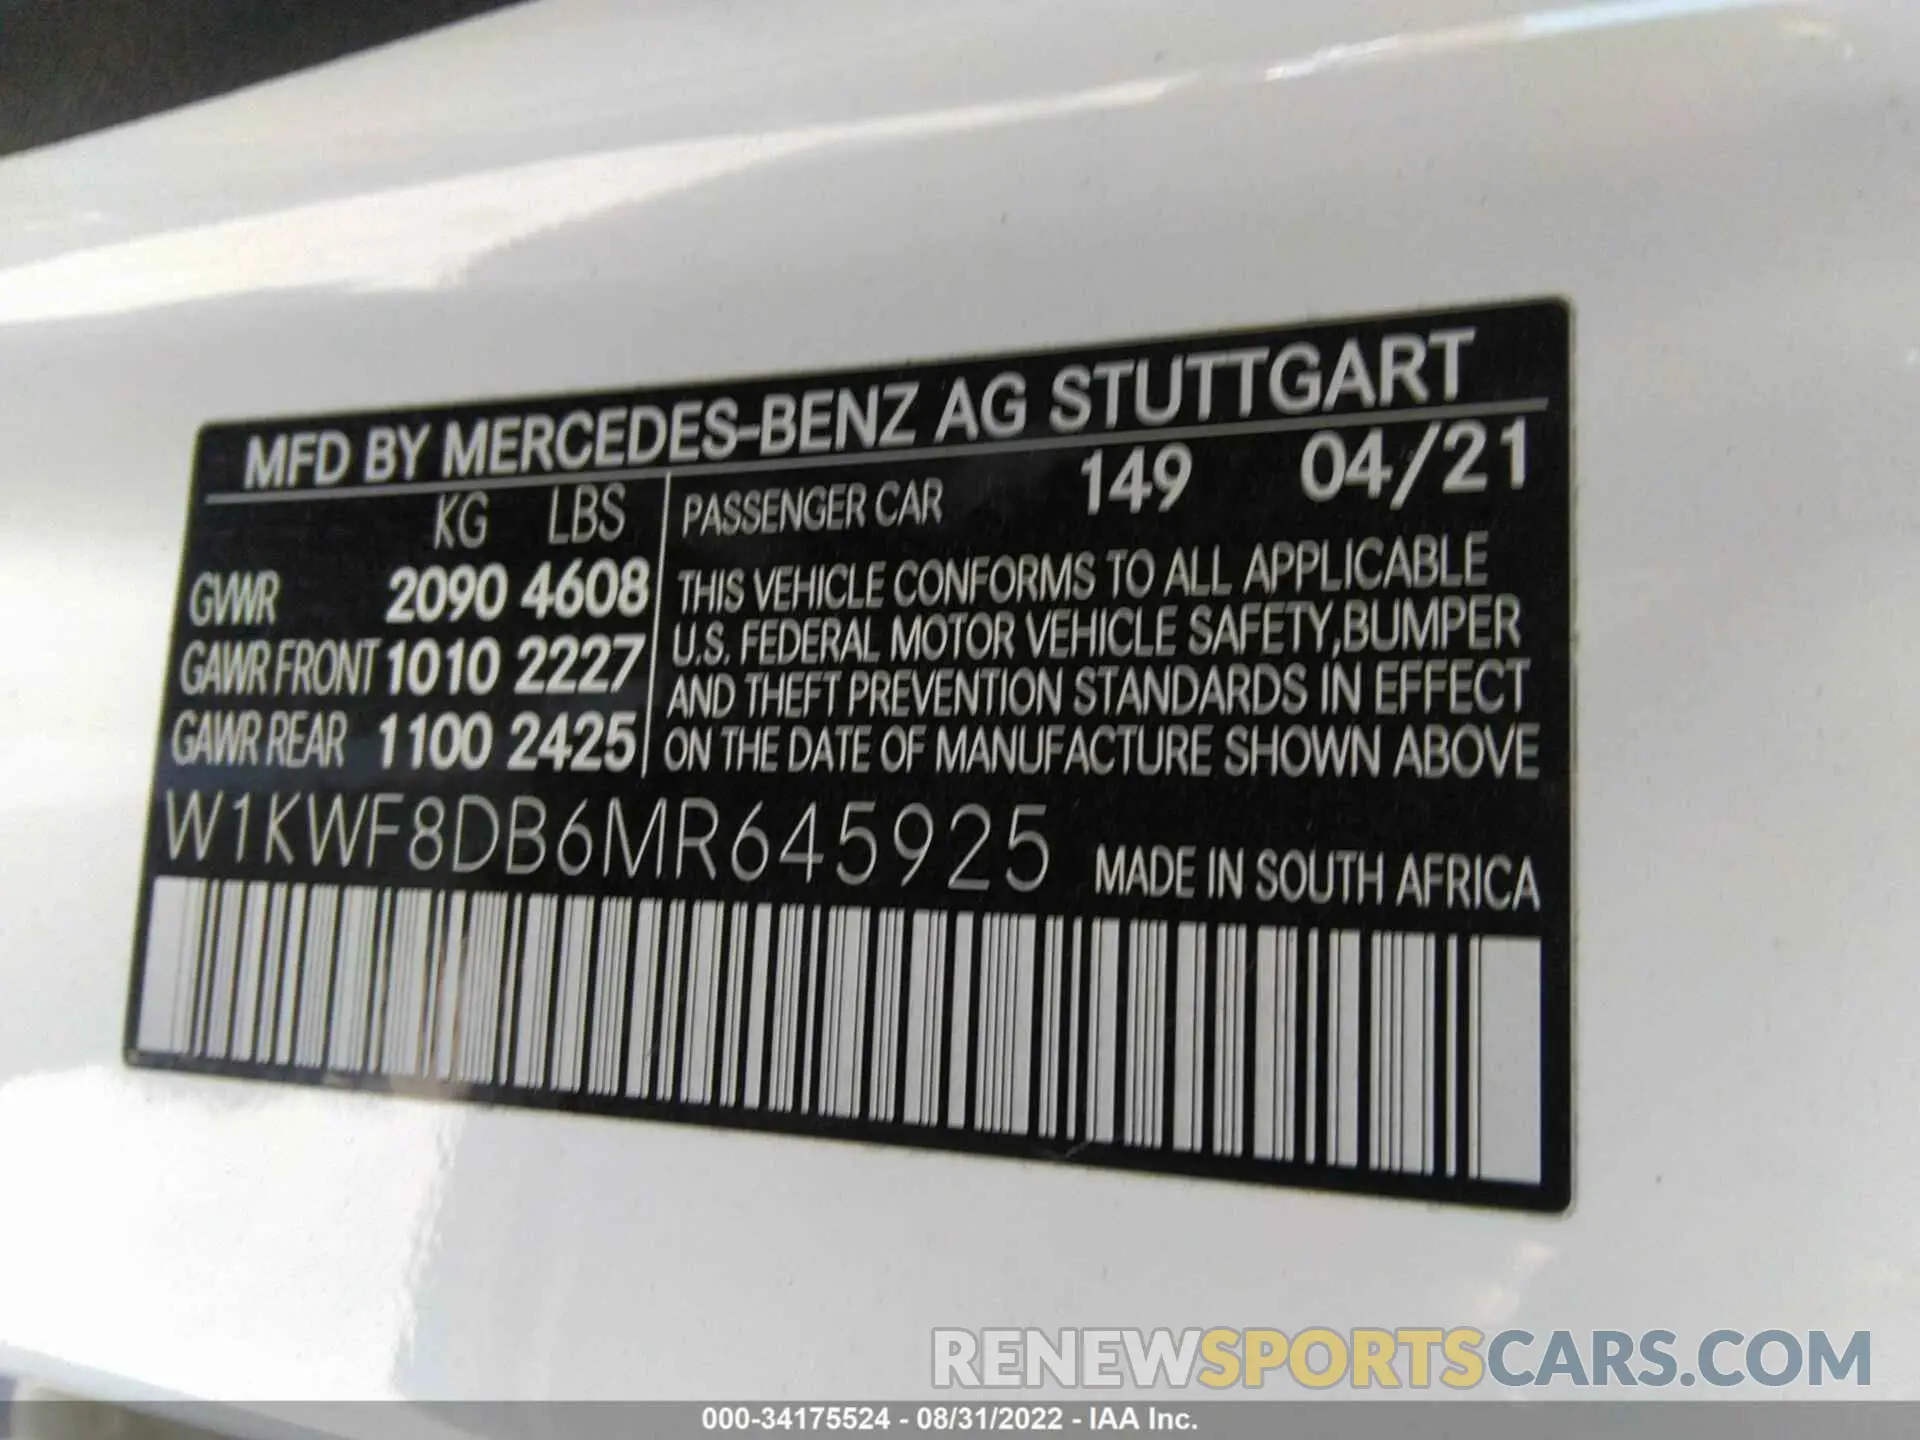 MFD BY MERCEDES-BENZ AG STUTTGART
KG LBS
PASSENGER CAR 149 04/21
GVWR 2090 4608
GAWR FRONT 1010 2227
GAWR REAR 1100 2425
THIS VEHICLE CONFORMS TO ALL APPLICABLE
U.S. FEDERAL MOTOR VEHICLE SAFETY,BUMPER
AND THEFT PREVENTION STANDARDS IN EFFECT
ON THE DATE OF MANUFACTURE SHOWN ABOVE
W1KWF8DB6MR645925 MADE IN SOUTH AFRICA
RENEWSPORTSCARS.COM
000-34175524 - 08/31/2022 - IAA Inc.